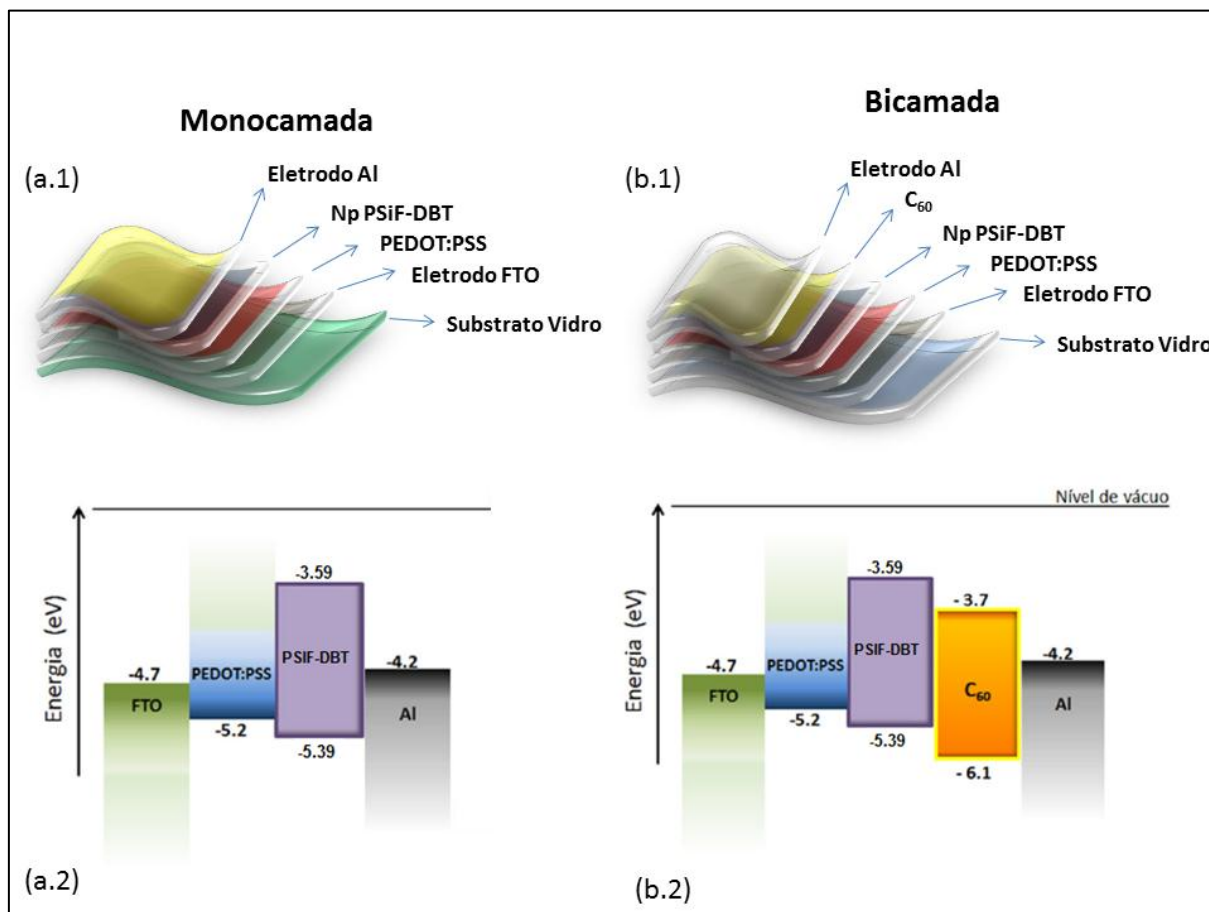 Monocamada
(a.1)
Eletrodo Al
Np PSiF-DBT
PEDOT:PSS
Eletrodo FTO
Substrato Vidro
Bicamada
(b.1)
Eletrodo Al
C₆₀
Np PSiF-DBT
PEDOT:PSS
Eletrodo FTO
Substrato Vidro
Energia (eV)
-4.7
FTO
PEDOT:PSS
-5.2
-3.59
PSIF-DBT
-5.39
-4.2
Al
(a.2)
Nível de vácuo
Energia (eV)
-4.7
FTO
PEDOT:PSS
-5.2
-3.59
PSIF-DBT
-5.39
- 3.7
C₆₀
- 6.1
-4.2
Al
(b.2)